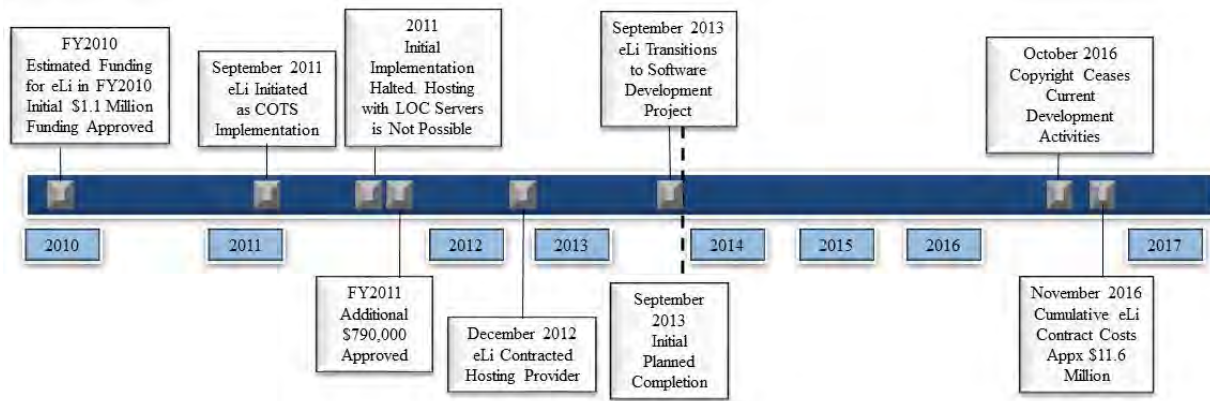 FY2010
Estimated Funding
for eLi in FY2010
Initial $1.1 Million
Funding Approved
September 2011
eLi Initiated
as COTS
Implementation
2011
Initial
Implementation
Halted. Hosting
with LOC Servers
is Not Possible
September 2013
eLi Transitions
to Software
Development
Project
October 2016
Copyright Ceases
Current
Development
Activities
2010
2011
2012
2013
2014
2015
2016
2017
FY2011
Additional
$790,000
Approved
December 2012
eLi Contracted
Hosting Provider
September
2013
Initial
Planned
Completion
November 2016
Cumulative eLi
Contract Costs
Appx $11.6
Million